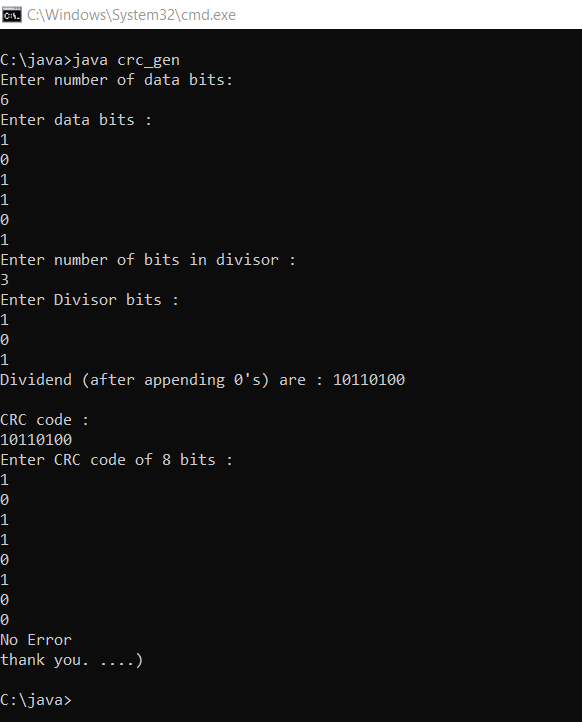 C:\Windows\System32\cmd.exe
C:\java>java crc_gen
Enter number of data bits:
6
Enter data bits :
1
0
1
1
0
1
Enter number of bits in divisor :
3
Enter Divisor bits :
1
0
1
Dividend (after appending 0's) are : 10110100
CRC code :
10110100
Enter CRC code of 8 bits :
1
0
1
1
0
1
0
0
No Error
thank you. ....)
C:\java>